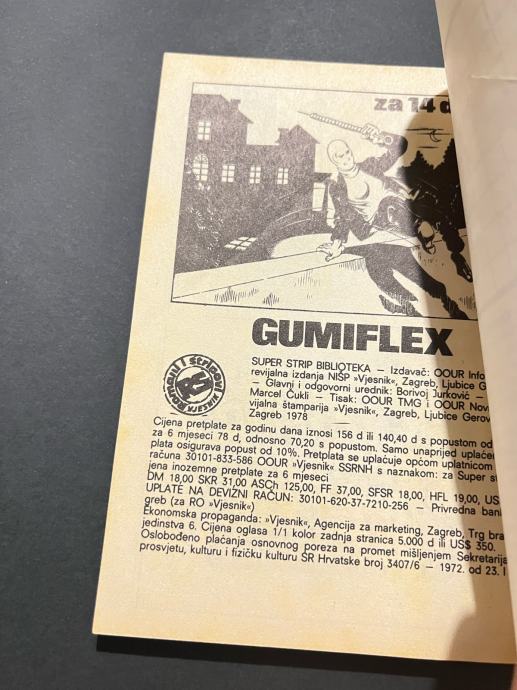 za 14 d
GUMIFLEX
romani i stripovi
SUPER STRIP BIBLIOTEKA — Izdavač: OOUR Info
revijalna izdanja NIŠP »Vjesnik«, Zagreb, Ljubice G
— Glavni i odgovorni urednik: Borivoj Jurković —
Marcel Čukli — Tisak: OOUR TMG i OOUR Novi
vijalna štamparija »Vjesnik«, Zagreb, Ljubice Gerov
Zagreb 1978
Cijena pretplate za godinu dana iznosi 156 d ili 140,40 d s popustom od
za 6 mjeseci 78 d, odnosno 70,20 s popustom. Samo unaprijed uplaće
plata osigurava popust od 10%. Pretplata se uplaćuje općom uplatnicom
računa 30101-833-586 OOUR »Vjesnik« SSRNH s naznakom: za Super st
jena inozemne pretplate za 6 mjeseci
DM 18,00 SKR 31,00 ASCh 125,00, FF 37,00, SFSR 18,00, HFL 19,00, US
UPLATE NA DEVIZNI RAČUN: 30101-620-37-7210-256 — Privredna bank
greb (za RO »Vjesnik«)
Ekonomska propaganda: »Vjesnik«, Agencija za marketing, Zagreb, Trg bra
jedinstva 6. Cijena oglasa 1/1 kolor zadnja stranica 5.000 d ili US$ 350.
Oslobođeno plaćanja osnovnog poreza na promet mišljenjem Sekretarija
prosvjetu, kulturu i fizičku kulturu SR Hrvatske broj 3407/6 — 1972. od 23. I